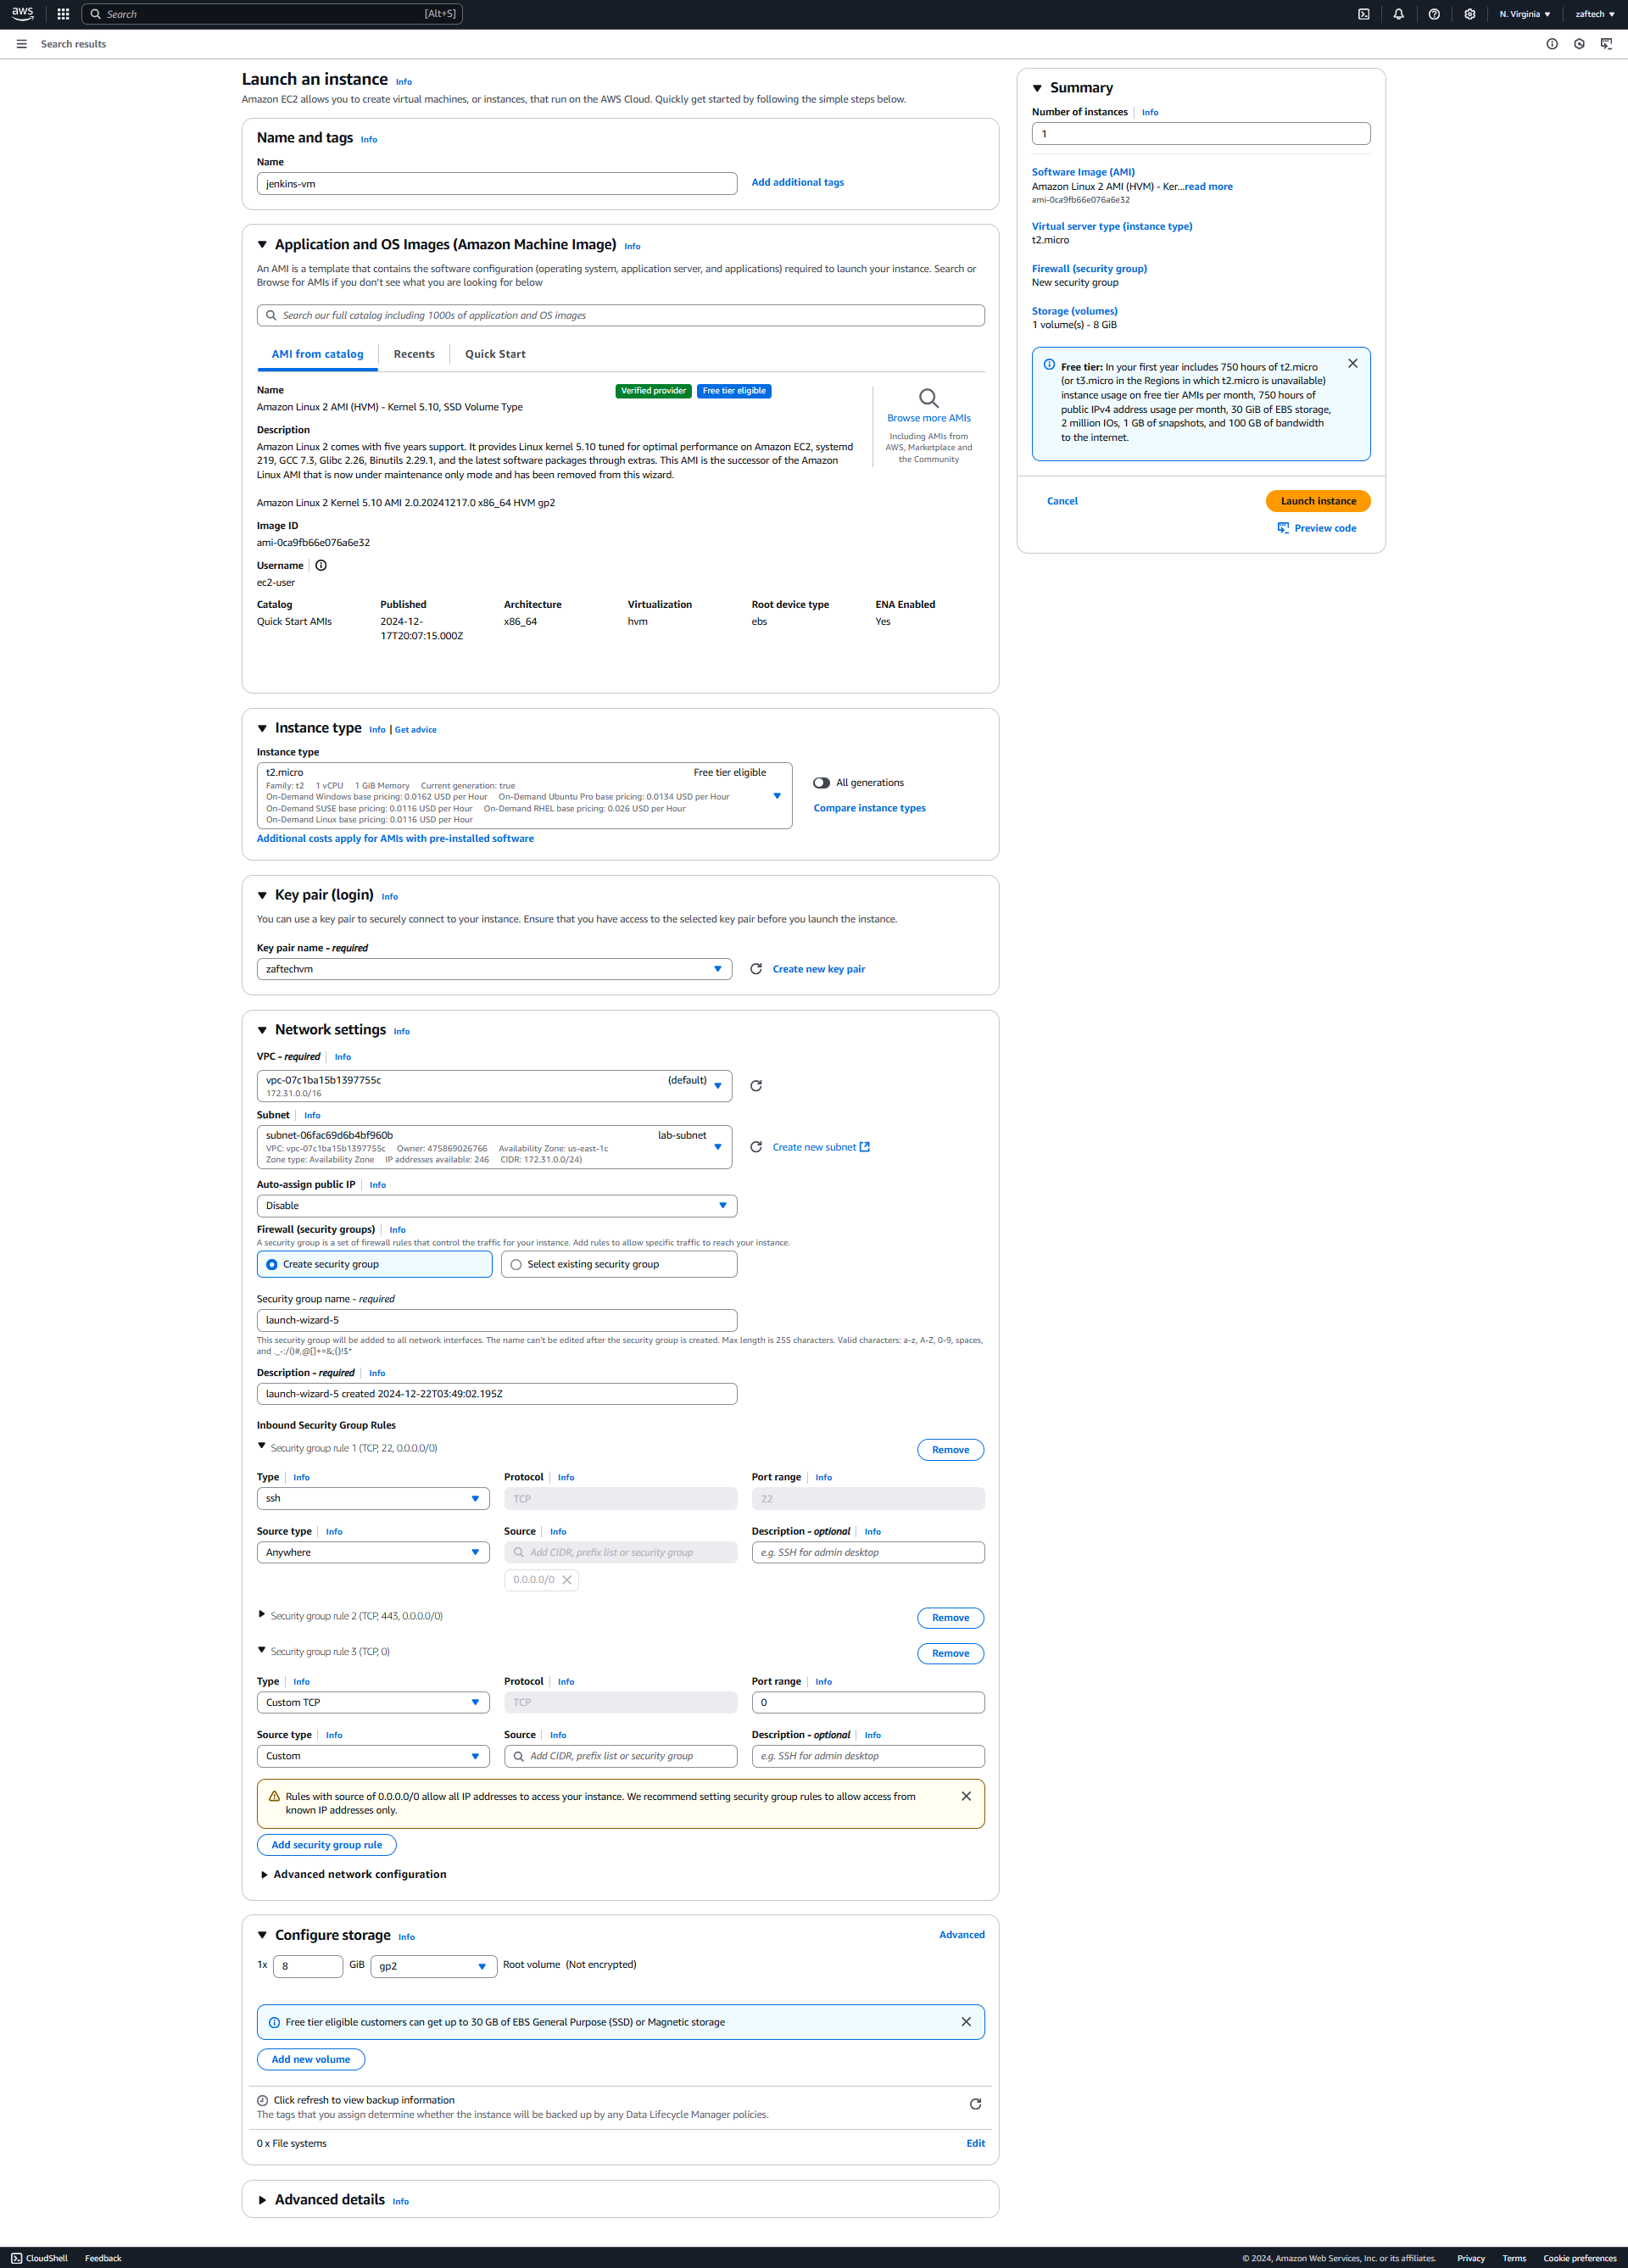 aws
Search
[Alt+S]
N. Virginia
zaftech
Search results
Launch an instance Info
Amazon EC2 allows you to create virtual machines, or instances, that run on the AWS Cloud. Quickly get started by following the simple steps below.
Name and tags Info
Name
jenkins-vm
Add additional tags
Application and OS Images (Amazon Machine Image) Info
An AMI is a template that contains the software configuration (operating system, application server, and applications) required to launch your instance. Search or
Browse for AMIs if you don't see what you are looking for below
Search our full catalog including 1000s of application and OS images
AMI from catalog
Recents
Quick Start
Name
Verified provider
Free tier eligible
Amazon Linux 2 AMI (HVM) - Kernel 5.10, SSD Volume Type
Description
Amazon Linux 2 comes with five years support. It provides Linux kernel 5.10 tuned for optimal performance on Amazon EC2, systemd
219, GCC 7.3, Glibc 2.26, Binutils 2.29.1, and the latest software packages through extras. This AMI is the successor of the Amazon
Linux AMI that is now under maintenance only mode and has been removed from this wizard.
Amazon Linux 2 Kernel 5.10 AMI 2.0.20241217.0 x86_64 HVM gp2
Browse more AMIs
Including AMIs from
AWS, Marketplace and
the Community
Image ID
ami-0ca9fb66e076a6e32
Username
ec2-user
Catalog Published Architecture Virtualization Root device type ENA Enabled
Quick Start AMIs 2024-12- x86_64 hvm ebs Yes
17T20:07:15.000Z
Instance type Info | Get advice
Instance type
t2.micro Free tier eligible
Family: t2 1 vCPU 1 GiB Memory Current generation: true
On-Demand Windows base pricing: 0.0162 USD per Hour On-Demand Ubuntu Pro base pricing: 0.0134 USD per Hour
On-Demand SUSE base pricing: 0.0116 USD per Hour On-Demand RHEL base pricing: 0.026 USD per Hour
On-Demand Linux base pricing: 0.0116 USD per Hour
All generations
Compare instance types
Additional costs apply for AMIs with pre-installed software
Key pair (login) Info
You can use a key pair to securely connect to your instance. Ensure that you have access to the selected key pair before you launch the instance.
Key pair name - required
zaftechvm
Create new key pair
Network settings Info
VPC - required Info
vpc-07c1ba15b1397755c (default)
172.31.0.0/16
Subnet Info
subnet-06fac69d6b4bf960b lab-subnet
VPC: vpc-07c1ba15b1397755c Owner: 475869026766 Availability Zone: us-east-1c
Zone type: Availability Zone IP addresses available: 246 CIDR: 172.31.0.0/24)
Create new subnet
Auto-assign public IP Info
Disable
Firewall (security groups) Info
A security group is a set of firewall rules that control the traffic for your instance. Add rules to allow specific traffic to reach your instance.
Create security group
Select existing security group
Security group name - required
launch-wizard-5
This security group will be added to all network interfaces. The name can't be edited after the security group is created. Max length is 255 characters. Valid characters: a-z, A-Z, 0-9, spaces,
and ._-:/()#,@[]+=&;{}!$*
Description - required Info
launch-wizard-5 created 2024-12-22T03:49:02.195Z
Inbound Security Group Rules
Security group rule 1 (TCP, 22, 0.0.0.0/0)
Remove
Type Info Protocol Info Port range Info
ssh TCP 22
Source type Info Source Info Description - optional Info
Anywhere Add CIDR, prefix list or security group e.g. SSH for admin desktop
0.0.0.0/0
Security group rule 2 (TCP, 443, 0.0.0.0/0)
Remove
Security group rule 3 (TCP, 0)
Remove
Type Info Protocol Info Port range Info
Custom TCP TCP 0
Source type Info Source Info Description - optional Info
Custom Add CIDR, prefix list or security group e.g. SSH for admin desktop
Rules with source of 0.0.0.0/0 allow all IP addresses to access your instance. We recommend setting security group rules to allow access from
known IP addresses only.
Add security group rule
Advanced network configuration
Configure storage Info
Advanced
1x 8 GiB gp2 Root volume (Not encrypted)
Free tier eligible customers can get up to 30 GB of EBS General Purpose (SSD) or Magnetic storage
Add new volume
Click refresh to view backup information
The tags that you assign determine whether the instance will be backed up by any Data Lifecycle Manager policies.
0 x File systems
Edit
Advanced details Info
Summary
Number of instances Info
1
Software Image (AMI)
Amazon Linux 2 AMI (HVM) - Ker...read more
ami-0ca9fb66e076a6e32
Virtual server type (instance type)
t2.micro
Firewall (security group)
New security group
Storage (volumes)
1 volume(s) - 8 GiB
Free tier: In your first year includes 750 hours of t2.micro
(or t3.micro in the Regions in which t2.micro is unavailable)
instance usage on free tier AMIs per month, 750 hours of
public IPv4 address usage per month, 30 GiB of EBS storage,
2 million IOs, 1 GB of snapshots, and 100 GB of bandwidth
to the internet.
Cancel
Launch instance
Preview code
CloudShell
Feedback
© 2024, Amazon Web Services, Inc. or its affiliates.
Privacy
Terms
Cookie preferences